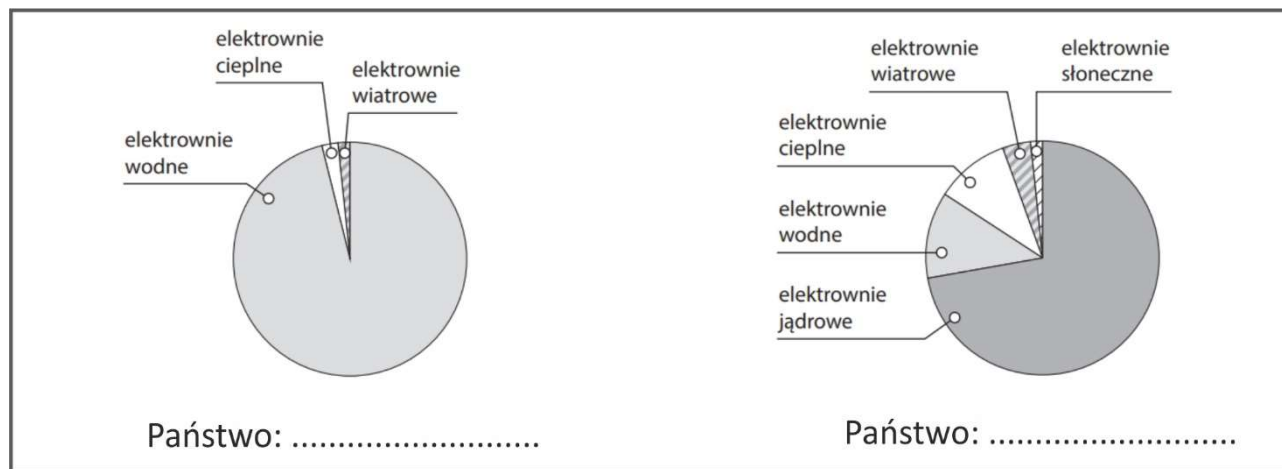 elektrownie
cieplne
elektrownie
wiatrowe
elektrownie
wodne
Państwo: ...........................
elektrownie
wiatrowe
elektrownie
słoneczne
elektrownie
cieplne
elektrownie
wodne
elektrownie
jądrowe
Państwo: ...........................